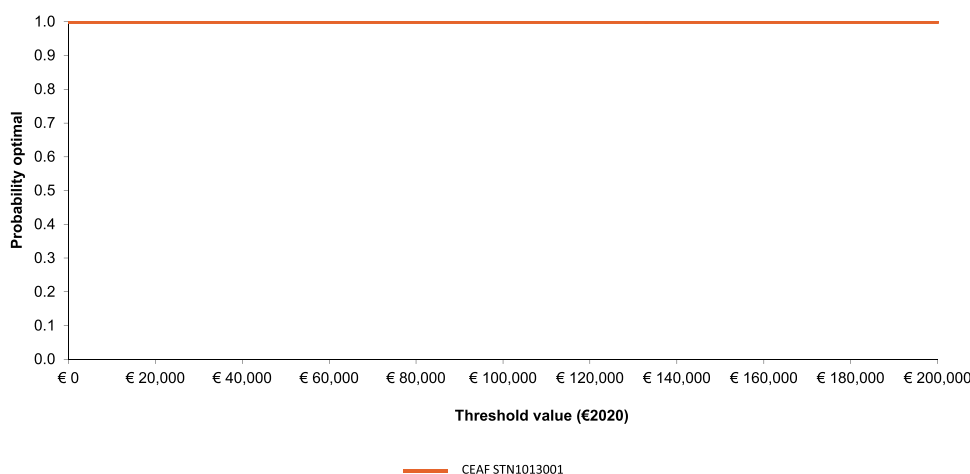 Probability optimal
1.0
0.9
0.8
0.7
0.6
0.5
0.4
0.3
0.2
0.1
0.0
€ 0 € 20,000 € 40,000 € 60,000 € 80,000 € 100,000 € 120,000 € 140,000 € 160,000 € 180,000 € 200,000
Threshold value (€2020)
CEAF STN1013001